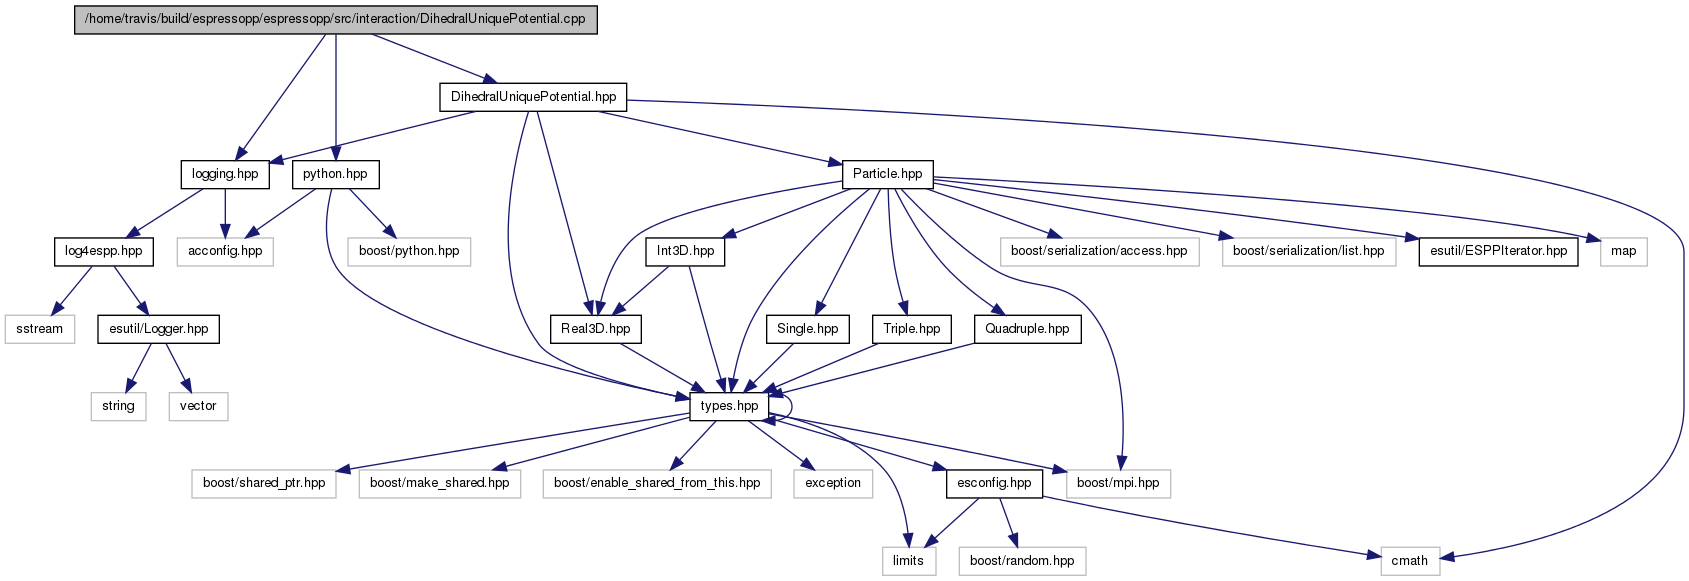 /home/travis/build/espressopp/espressopp/src/interaction/DihedralUniquePotential.cpp
DihedralUniquePotential.hpp
logging.hpp
python.hpp
Particle.hpp
log4espp.hpp
acconfig.hpp
boost/python.hpp
Int3D.hpp
boost/serialization/access.hpp
boost/serialization/list.hpp
esutil/ESPPIterator.hpp
map
sstream
esutil/Logger.hpp
Real3D.hpp
Single.hpp
Triple.hpp
Quadruple.hpp
string
vector
types.hpp
boost/shared_ptr.hpp
boost/make_shared.hpp
boost/enable_shared_from_this.hpp
exception
esconfig.hpp
boost/mpi.hpp
limits
boost/random.hpp
cmath